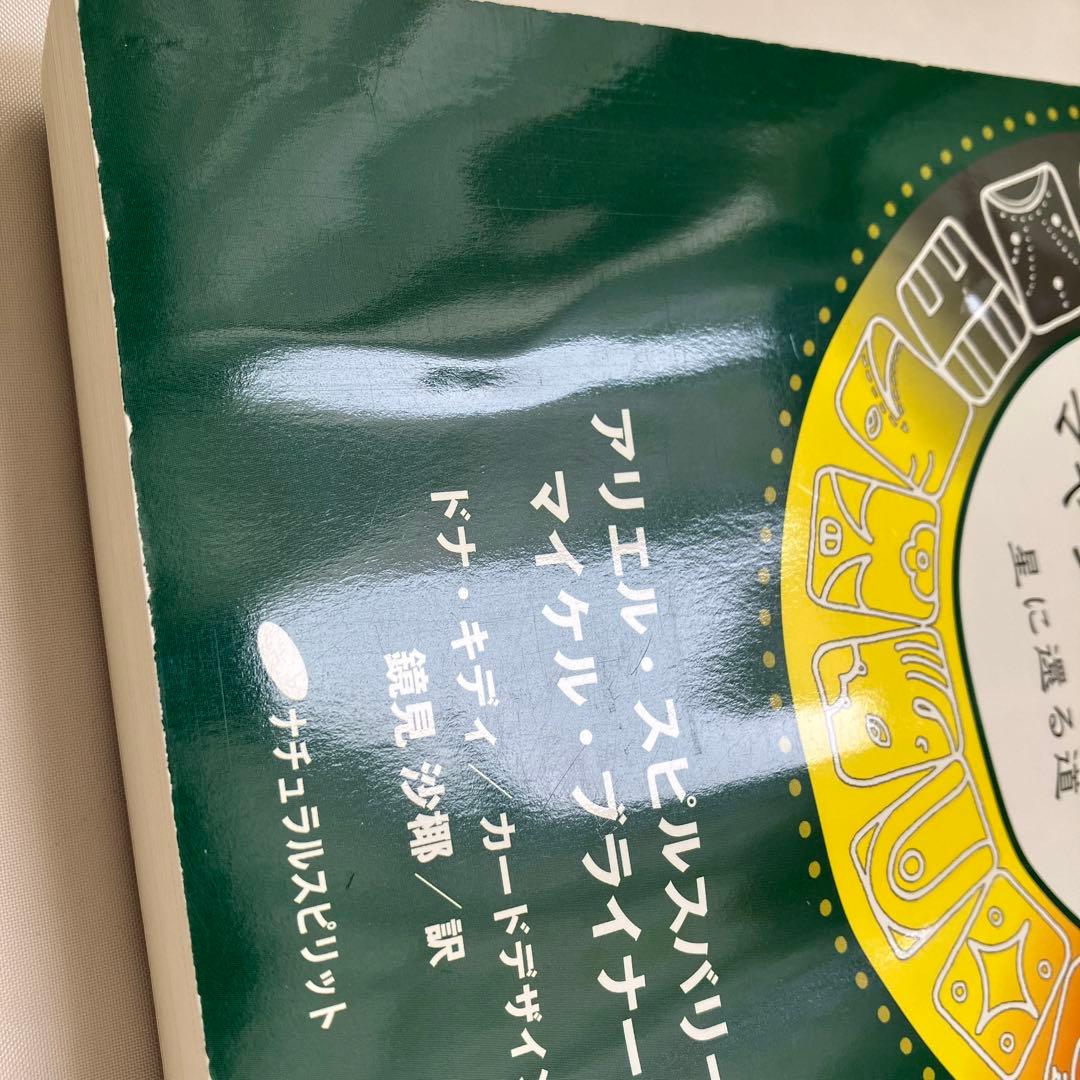 星に還る道
アリエル・スピルスバリー
マイケル・ブライナー
ドナ・キディ／カードデザイン
鏡見 沙椰／訳
ナチュラルスピリット